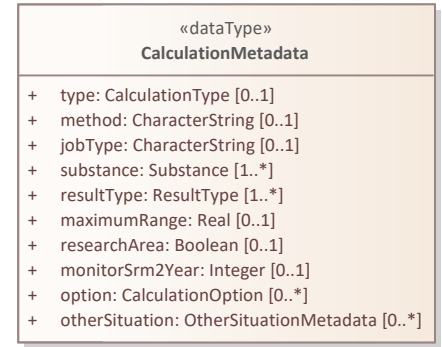 «dataType»
CalculationMetadata
+ type: CalculationType [0..1]
+ method: CharacterString [0..1]
+ jobType: CharacterString [0..1]
+ substance: Substance [1..*]
+ resultType: ResultType [1..*]
+ maximumRange: Real [0..1]
+ researchArea: Boolean [0..1]
+ monitorSrm2Year: Integer [0..1]
+ option: CalculationOption [0..*]
+ otherSituation: OtherSituationMetadata [0..*]